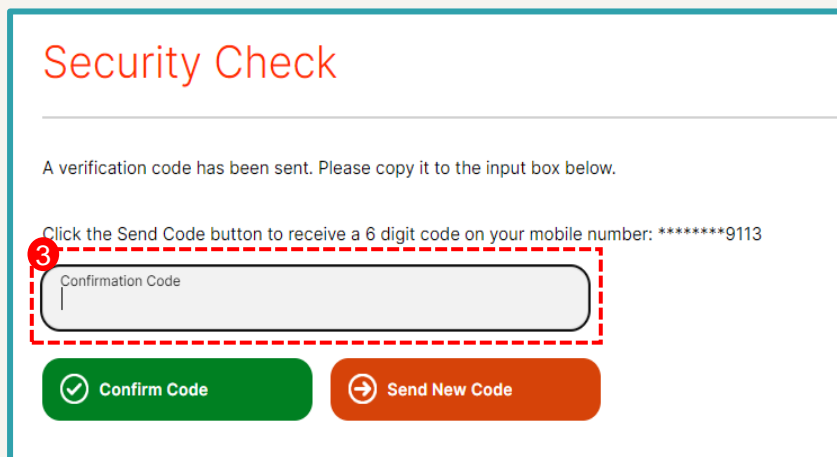 Security Check
A verification code has been sent. Please copy it to the input box below.
Click the Send Code button to receive a 6 digit code on your mobile number: ********9113
3
Confirmation Code
Confirm Code
Send New Code